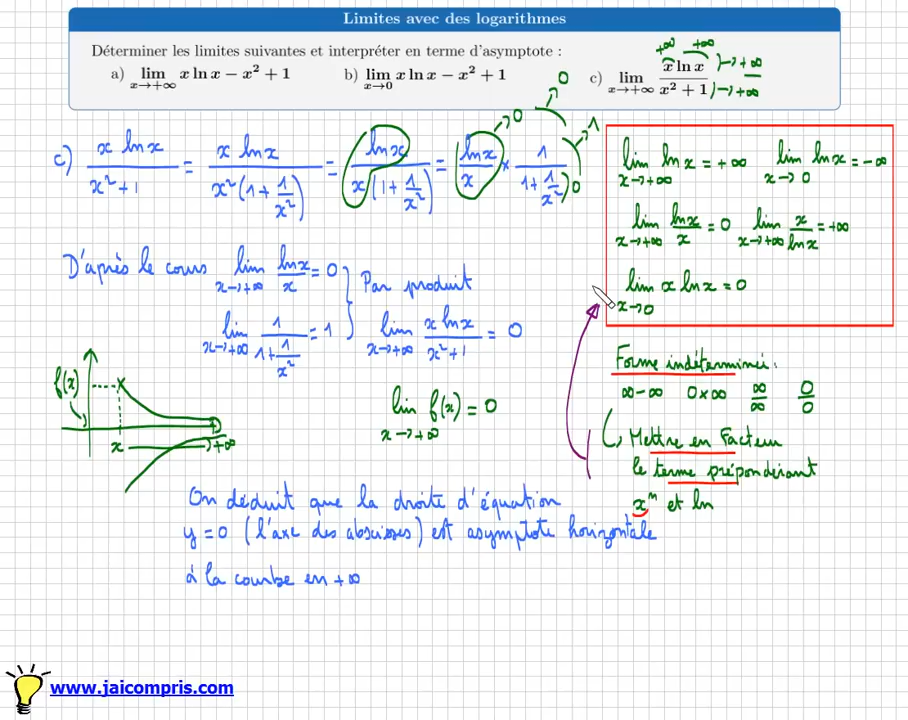 Limites avec des logarithmes
Déterminer les limites suivantes et interpréter en terme d'asymptote :
a) lim x→+∞ x ln x − x² + 1
b) lim x→0 x ln x − x² + 1
c) lim x→+∞ x ln x / x² + 1
+∞ +∞
)→+∞
)→+∞
c) x ln x / x² + 1 = x ln x / x² (1 + 1/x²) = ln x / x (1 + 1/x²) = ln x / x × 1 / 1 + 1/x²
→0 →0 →1 0
lim x→+∞ ln x = +∞ lim x→0 ln x = −∞
lim x→+∞ ln x / x = 0 lim x→+∞ x / ln x = +∞
lim x→0 x ln x = 0
D'après le cours lim x→+∞ ln x / x = 0
lim x→+∞ 1 / 1 + 1/x² = 1
Par produit
lim x→+∞ x ln x / x² + 1 = 0
Forme indéterminée :
∞ − ∞ 0 × ∞ ∞/∞ 0/0
Mettre en Facteur
le terme prépondérant
xⁿ et ln
f(x)
x → +∞
lim x→+∞ f(x) = 0
On déduit que la droite d'équation
y = 0 (l'axe des abscisses) est asymptote horizontale
à la courbe en +∞
www.jaicompris.com